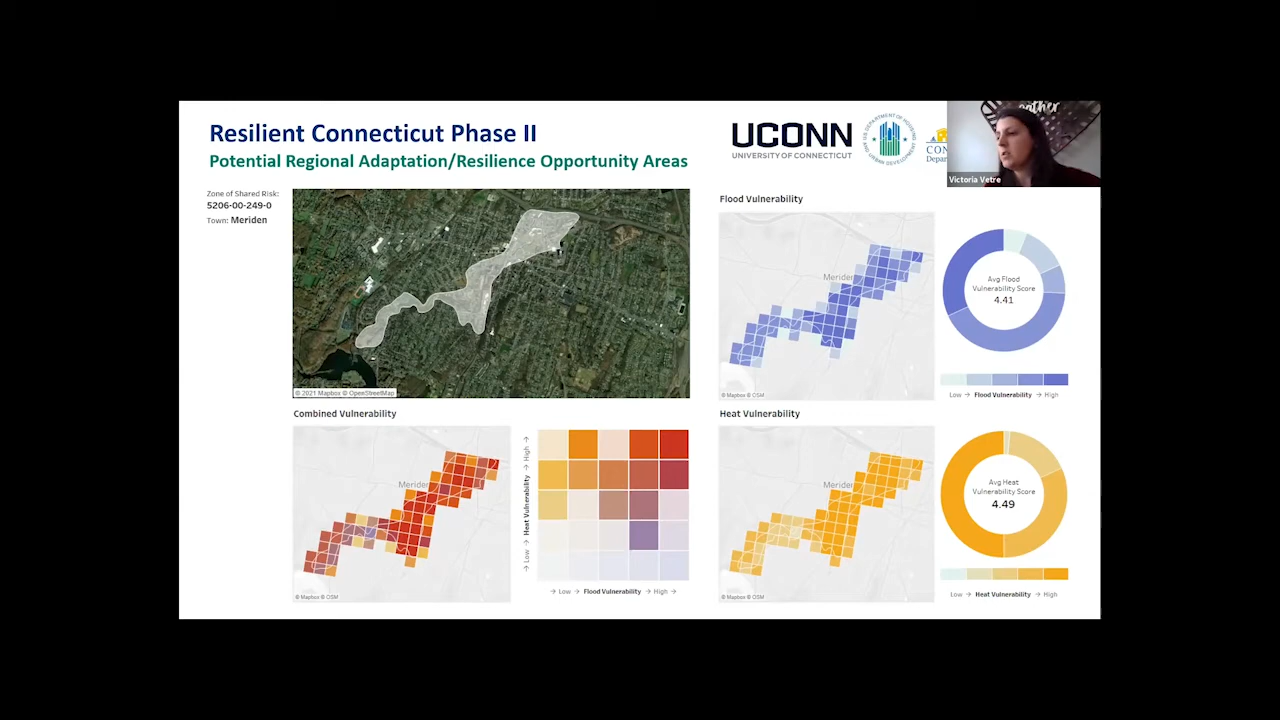 Resilient Connecticut Phase II
Potential Regional Adaptation/Resilience Opportunity Areas
UCONN
UNIVERSITY OF CONNECTICUT
CON
Depar
Victoria Vetre
Zone of Shared Risk:
5206-00-249-0
Town: Meriden
© 2021 Mapbox © OpenStreetMap
Flood Vulnerability
Meriden
© Mapbox © OSM
Avg Flood
Vulnerability Score
4.41
Low → Flood Vulnerability → High
Combined Vulnerability
Meriden
© Mapbox © OSM
→ Low → Heat Vulnerability → High →
→ Low → Flood Vulnerability → High →
Heat Vulnerability
Meriden
© Mapbox © OSM
Avg Heat
Vulnerability Score
4.49
Low → Heat Vulnerability → High